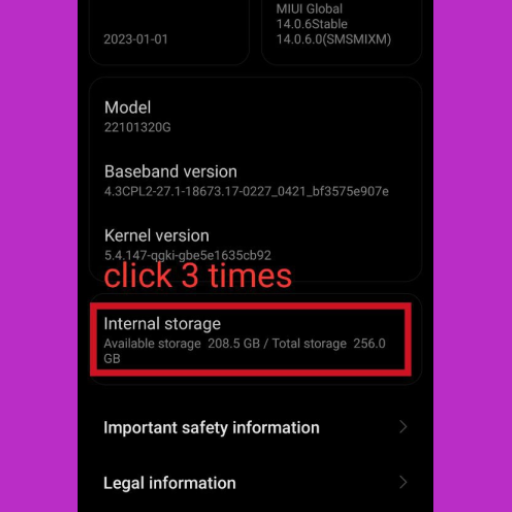 MIUI Global
14.0.6Stable
2023-01-01
14.0.6.0(SMSMIXM)
Model
22101320G
Baseband version
4.3CPL2-27.1-18673.17-0227_0421_bf3575e907e
Kernel version
5.4.147-qgki-gbe5e1635cb92
click 3 times
Internal storage
Available storage 208.5 GB / Total storage 256.0
GB
Important safety information
Legal information